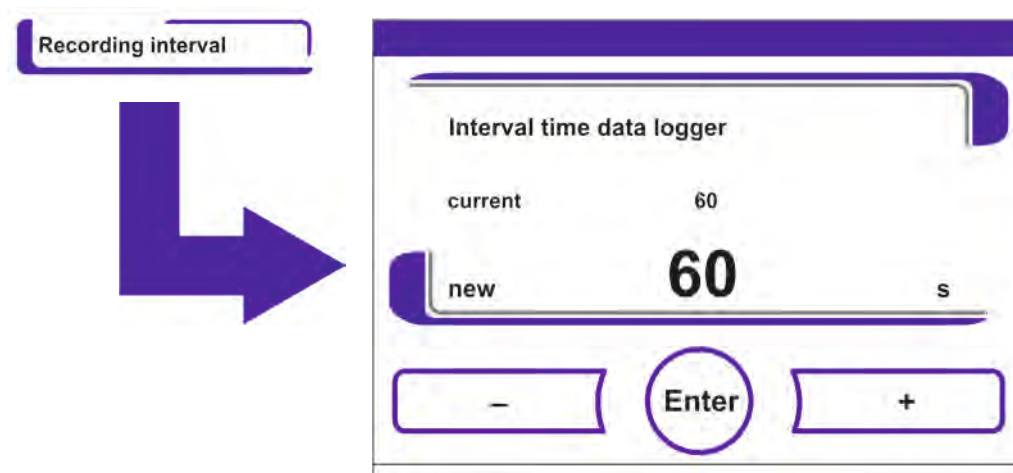 Recording interval
Interval time data logger
current 60
new 60 s
– Enter +